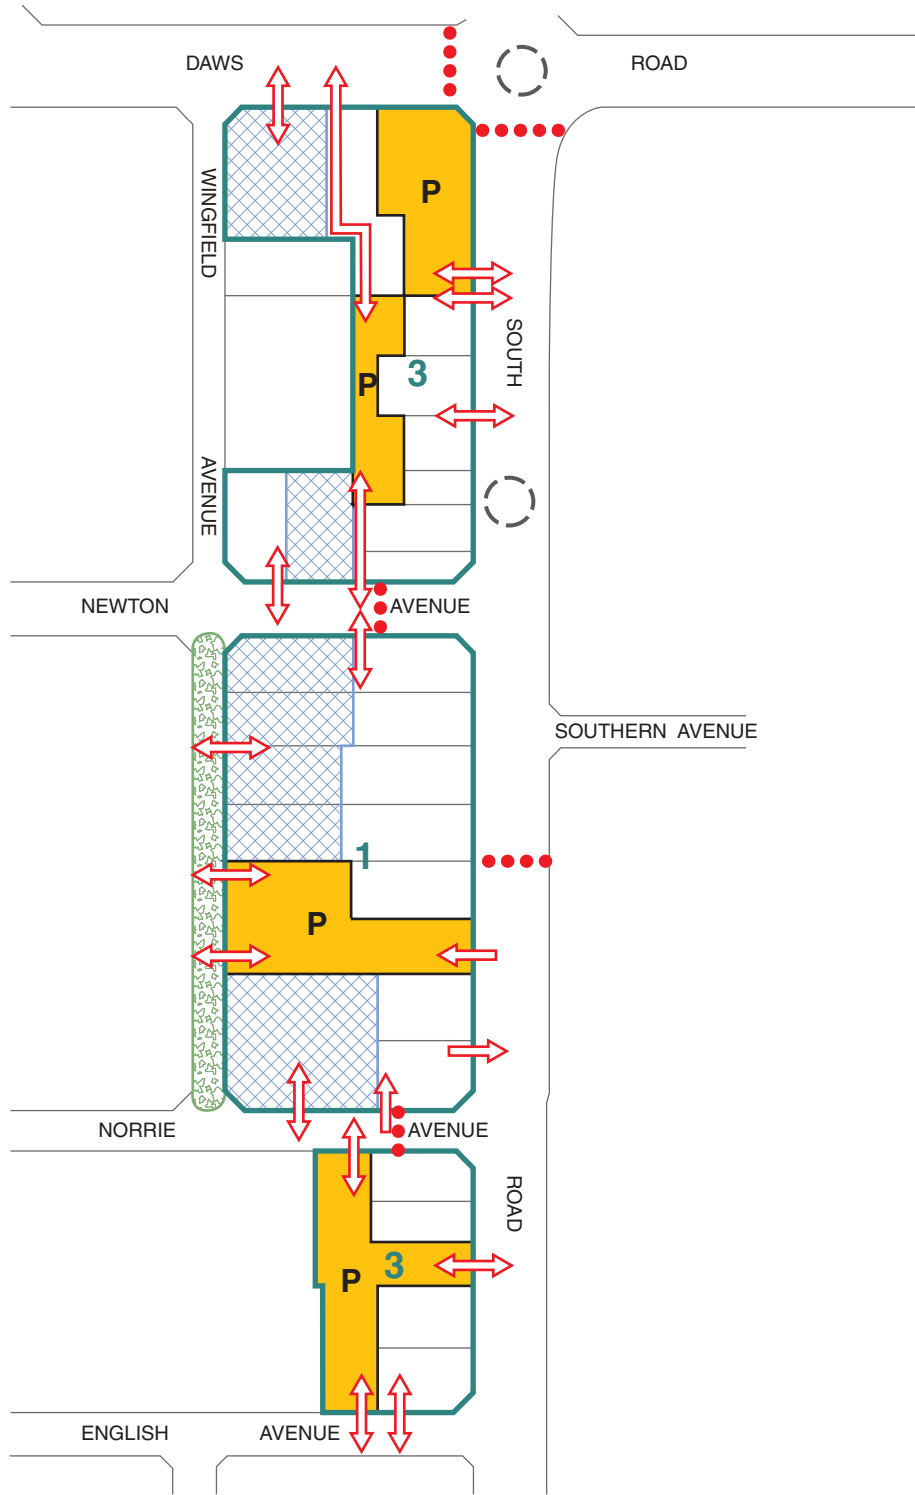 DAWS ROAD
WINGFIELD
P
SOUTH
3
P
AVENUE
NEWTON AVENUE
SOUTHERN AVENUE
1
P
NORRIE AVENUE
ROAD
3
P
ENGLISH AVENUE